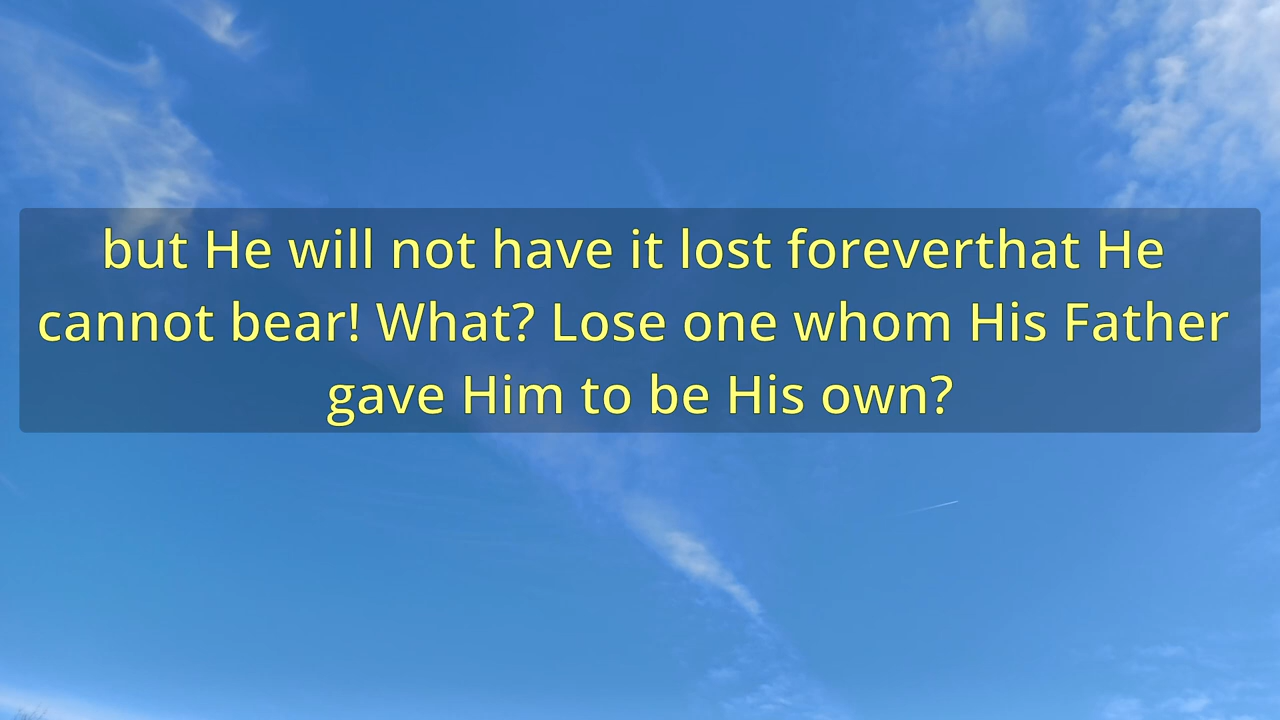 but He will not have it lost foreverthat He
cannot bear! What? Lose one whom His Father
gave Him to be His own?